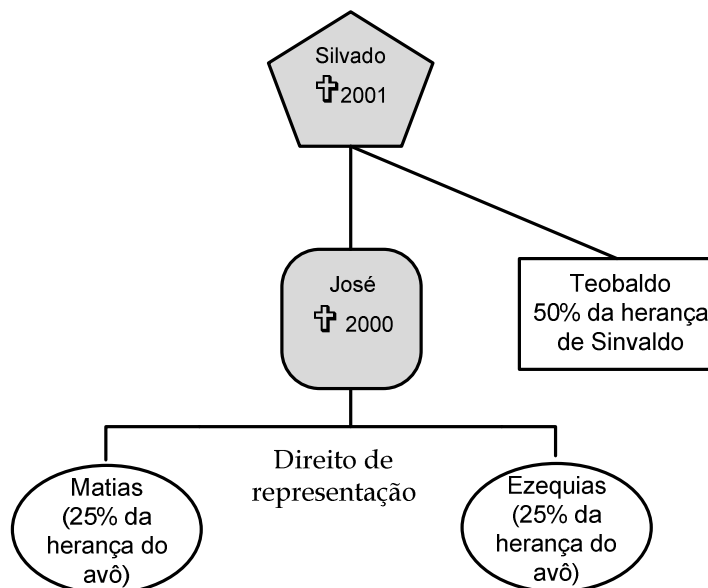 Silvado
✞2001
José
✞ 2000
Teobaldo
50% da herança
de Sinvaldo
Direito de
representação
Matias
(25% da
herança do
avô)
Ezequias
(25% da
herança do
avô)